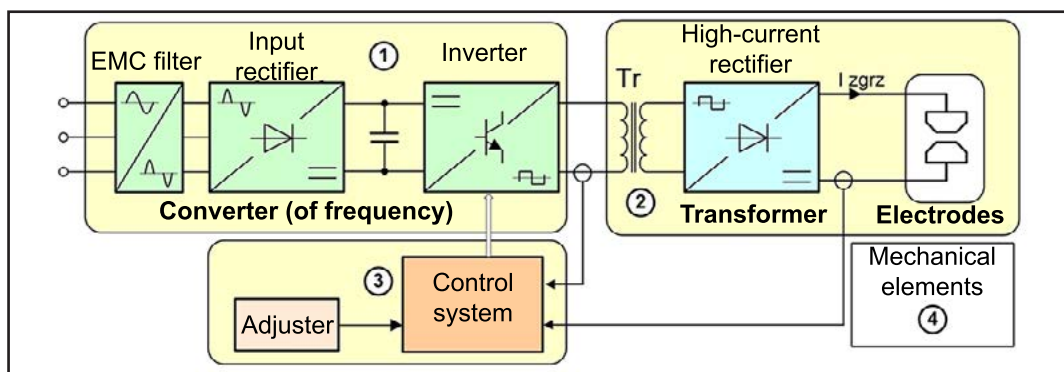 EMC filter
Input
rectifier
1
Inverter
Converter (of frequency)
Tr
2
High-current
rectifier
I zgrz
Transformer
Electrodes
3
Control
system
Adjuster
Mechanical
elements
4